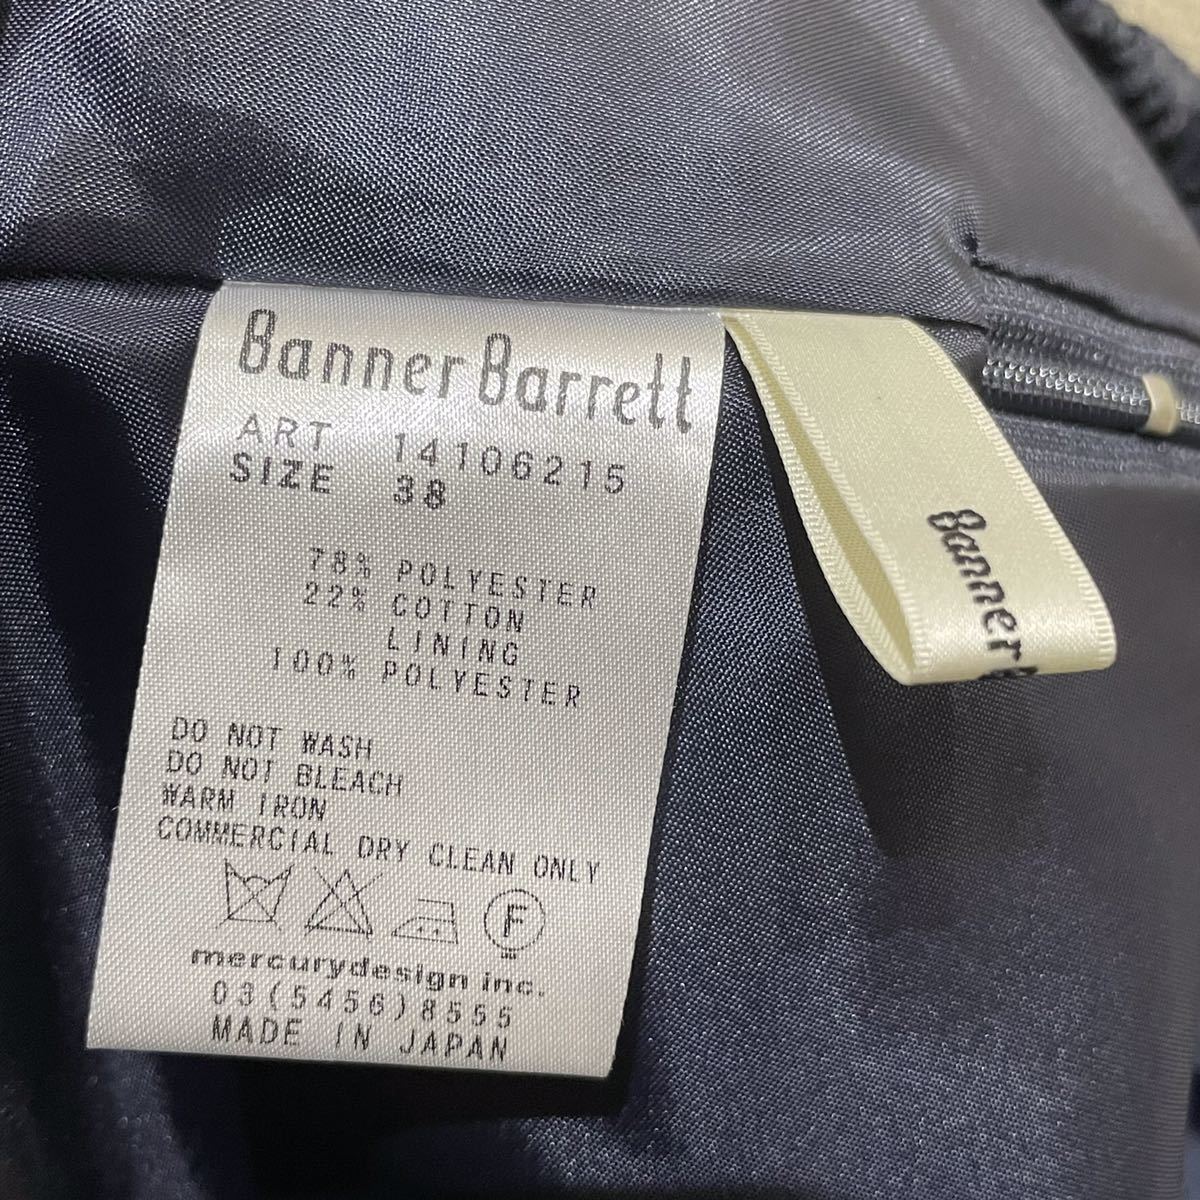 Banner Barrett
ART 14106215
SIZE 38
78% POLYESTER
22% COTTON
LINING
100% POLYESTER
DO NOT WASH
DO NOT BLEACH
WARM IRON
COMMERCIAL DRY CLEAN ONLY
F
mercurydesign inc.
03(5456)8555
MADE IN JAPAN
Banner